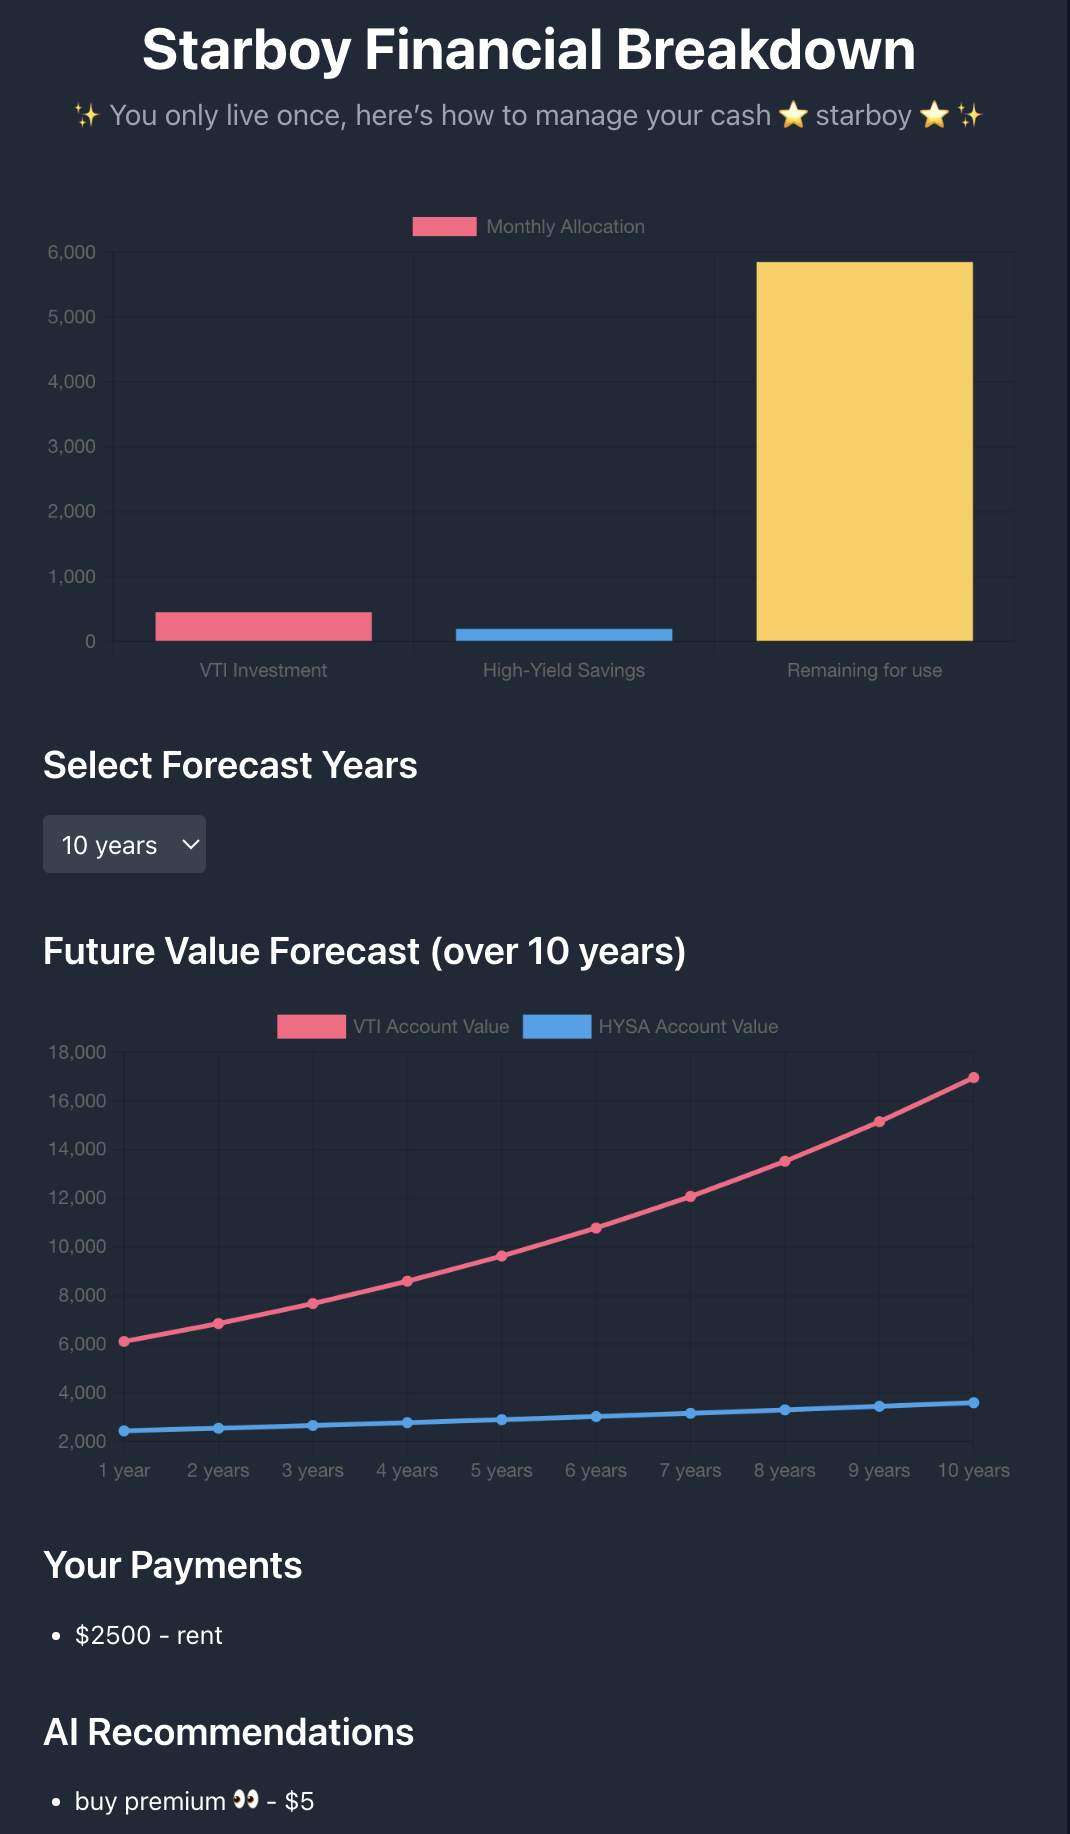 Starboy Financial Breakdown
✨ You only live once, here’s how to manage your cash ⭐ starboy ⭐ ✨
Monthly Allocation
6,000
5,000
4,000
3,000
2,000
1,000
0
VTI Investment High-Yield Savings Remaining for use
Select Forecast Years
10 years
Future Value Forecast (over 10 years)
VTI Account Value HYSA Account Value
18,000
16,000
14,000
12,000
10,000
8,000
6,000
4,000
2,000
1 year 2 years 3 years 4 years 5 years 6 years 7 years 8 years 9 years 10 years
Your Payments
• $2500 - rent
AI Recommendations
• buy premium 👀 - $5